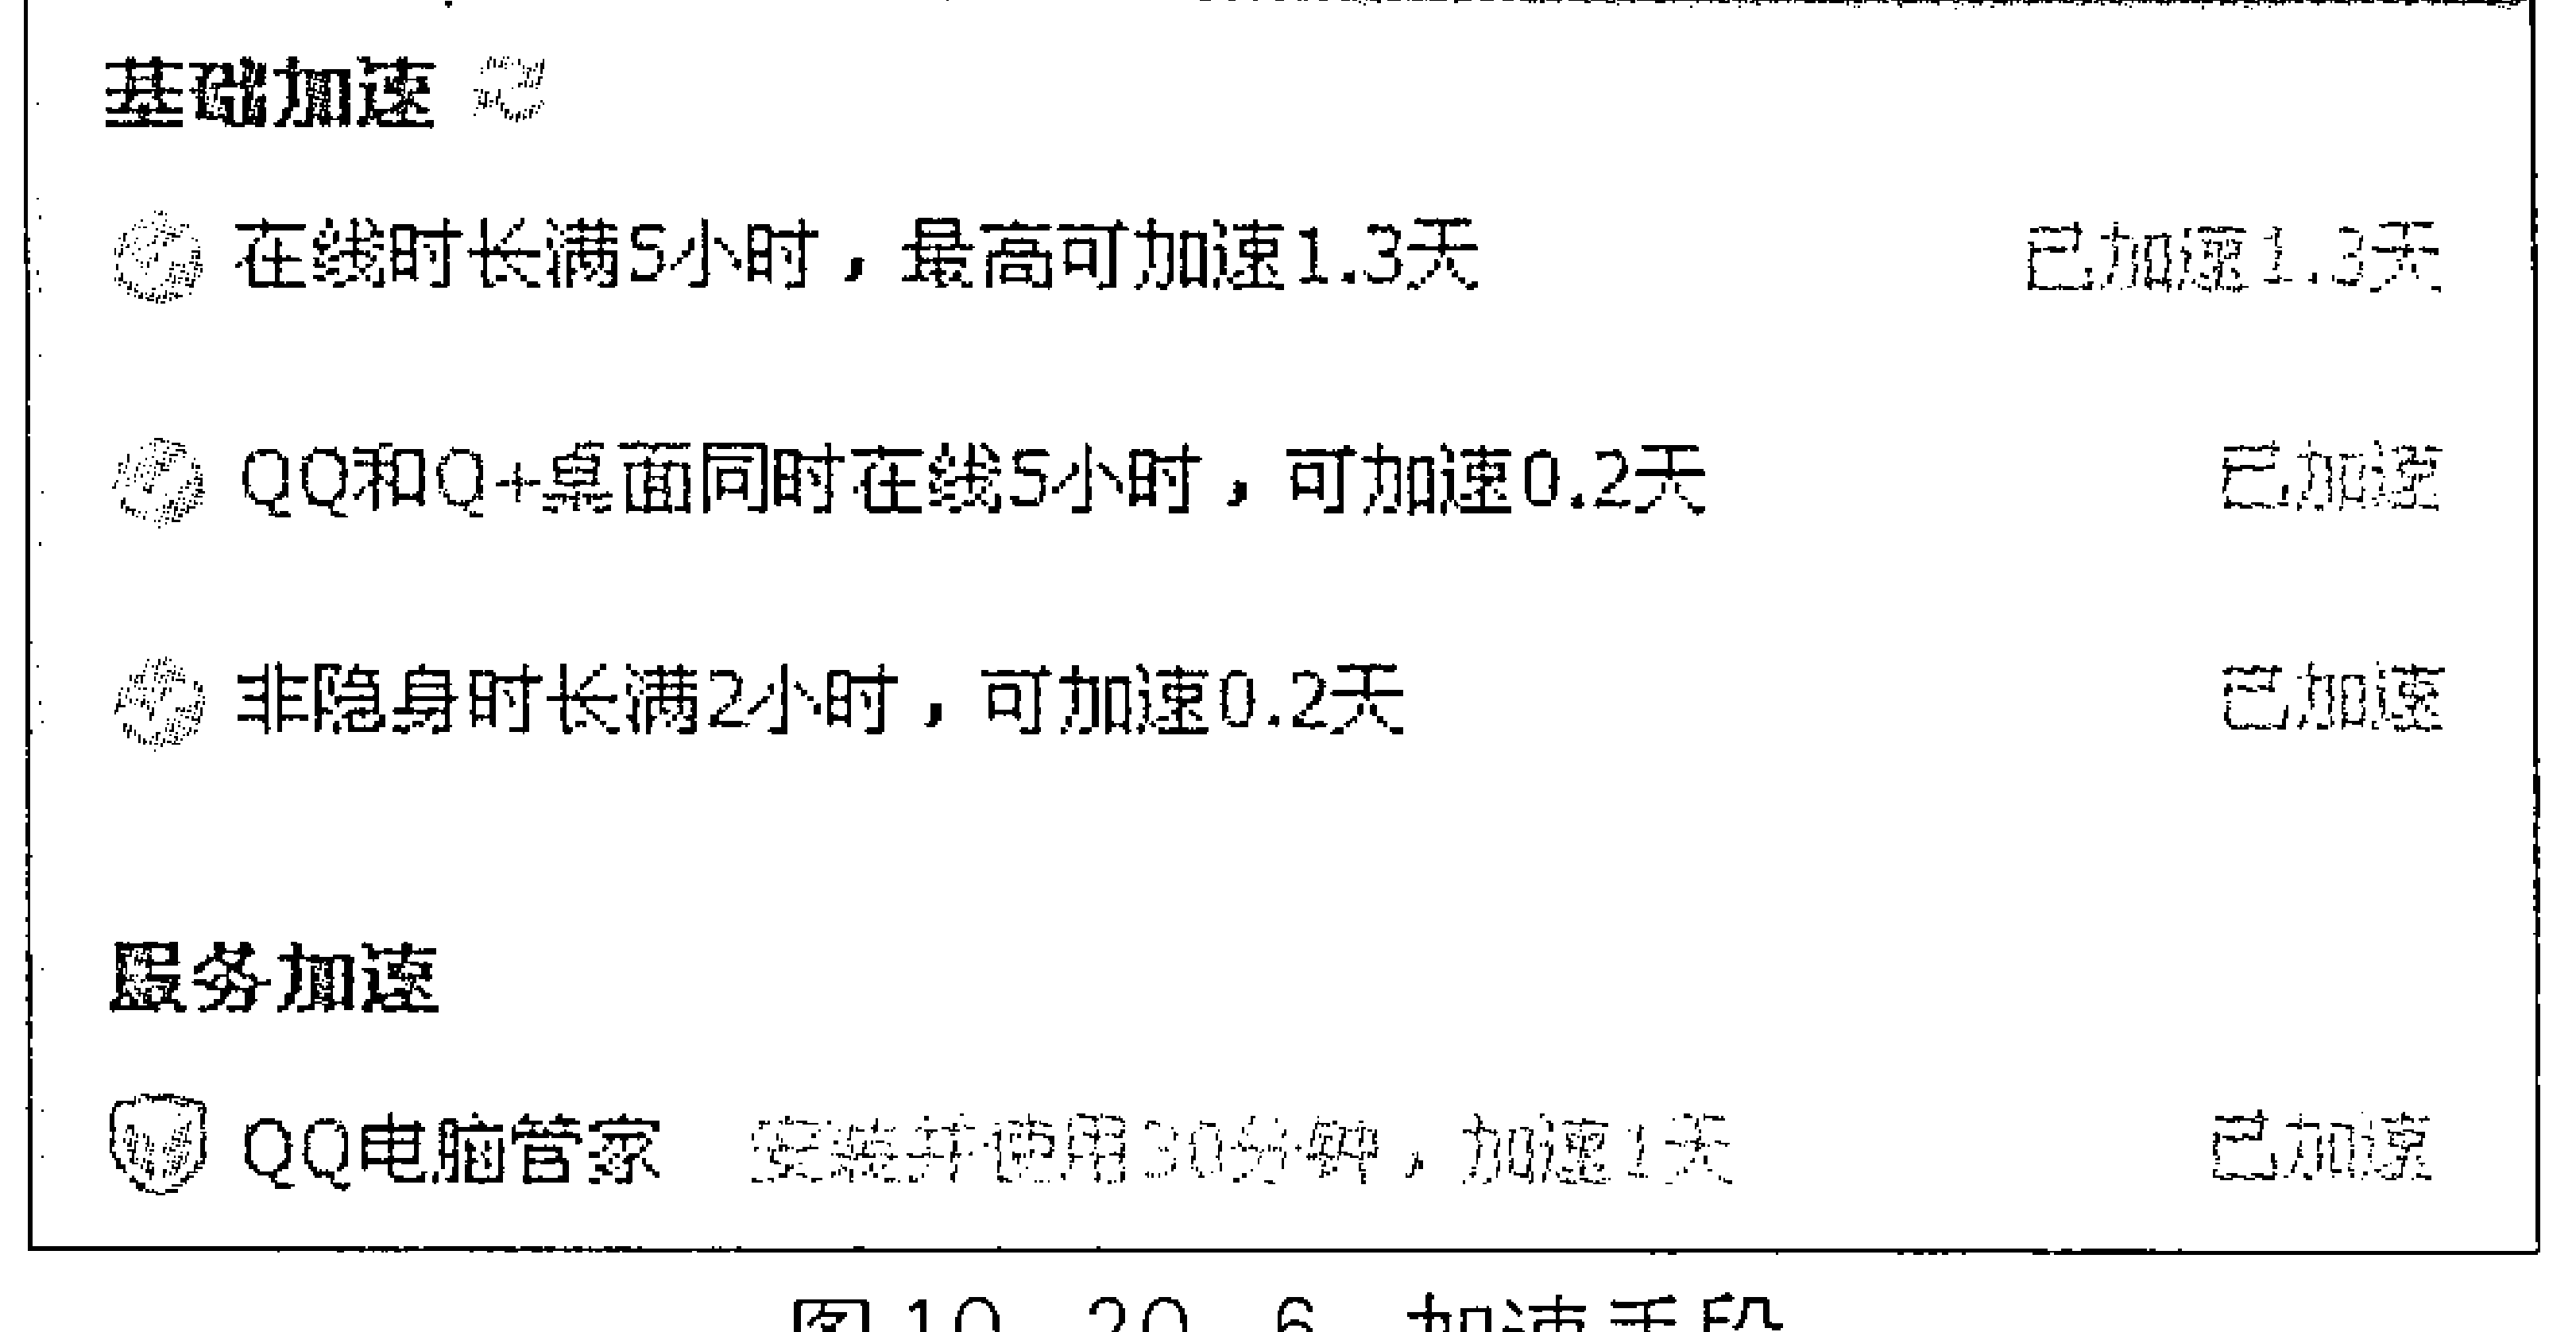 基础加速
在线时长满5小时，最高可加速1.3天 已加速1.3天
QQ和Q+桌面同时在线5小时，可加速0.2天 已加速
非隐身时长满2小时，可加速0.2天 已加速
服务加速
QQ电脑管家 安装并使用30分钟，加速1天 已加速
图 10 20 6 加速手段